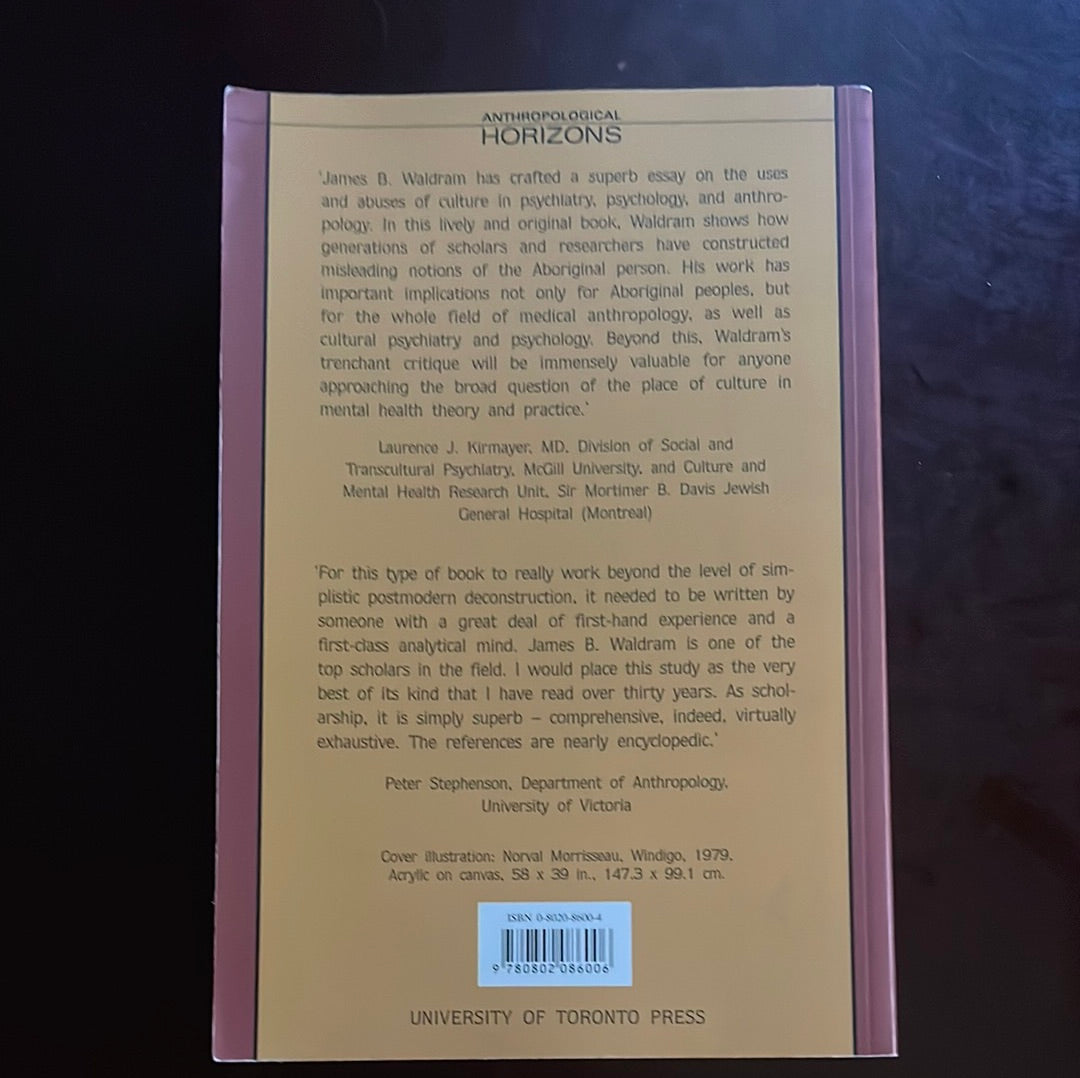 ANTHROPOLOGICAL
HORIZONS
'James B. Waldram has crafted a superb essay on the uses
and abuses of culture in psychiatry, psychology, and anthro-
pology. In this lively and original book, Waldram shows how
generations of scholars and researchers have constructed
misleading notions of the Aboriginal person. His work has
important implications not only for Aboriginal peoples, but
for the whole field of medical anthropology, as well as
cultural psychiatry and psychology. Beyond this, Waldram's
trenchant critique will be immensely valuable for anyone
approaching the broad question of the place of culture in
mental health theory and practice.'
Laurence J. Kirmayer, MD, Division of Social and
Transcultural Psychiatry, McGill University, and Culture and
Mental Health Research Unit, Sir Mortimer B. Davis Jewish
General Hospital (Montreal)
'For this type of book to really work beyond the level of sim-
plistic postmodern deconstruction, it needed to be written by
someone with a great deal of first-hand experience and a
first-class analytical mind. James B. Waldram is one of the
top scholars in the field. I would place this study as the very
best of its kind that I have read over thirty years. As schol-
arship, it is simply superb – comprehensive, indeed, virtually
exhaustive. The references are nearly encyclopedic.'
Peter Stephenson, Department of Anthropology,
University of Victoria
Cover illustration: Norval Morrisseau, Windigo, 1979.
Acrylic on canvas, 58 x 39 in., 147.3 x 99.1 cm.
ISBN 0-8020-8600-4
9 780802 086006
UNIVERSITY OF TORONTO PRESS